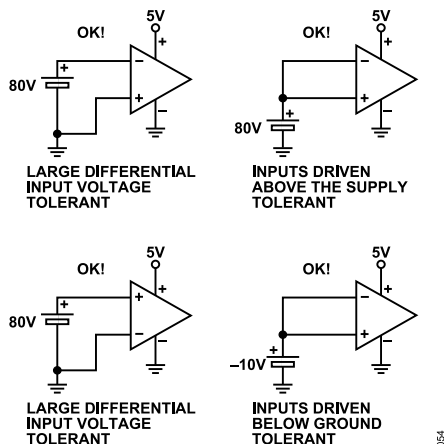 5V
OK!
+
−
+
−
+
80V
LARGE DIFFERENTIAL
INPUT VOLTAGE
TOLERANT
5V
OK!
+
−
+
−
+
80V
INPUTS DRIVEN
ABOVE THE SUPPLY
TOLERANT
5V
OK!
+
+
−
−
+
80V
LARGE DIFFERENTIAL
INPUT VOLTAGE
TOLERANT
5V
OK!
+
−
+
−
+
−10V
INPUTS DRIVEN
BELOW GROUND
TOLERANT
054